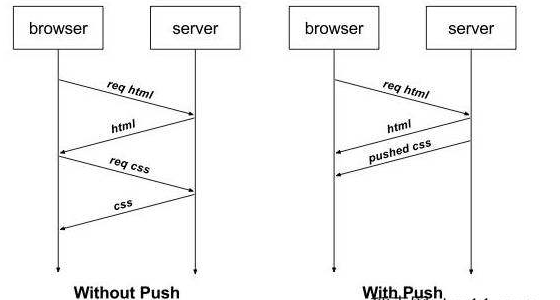 browser
server
req html
html
req css
css
Without Push
browser
server
req html
html
pushed css
With Push